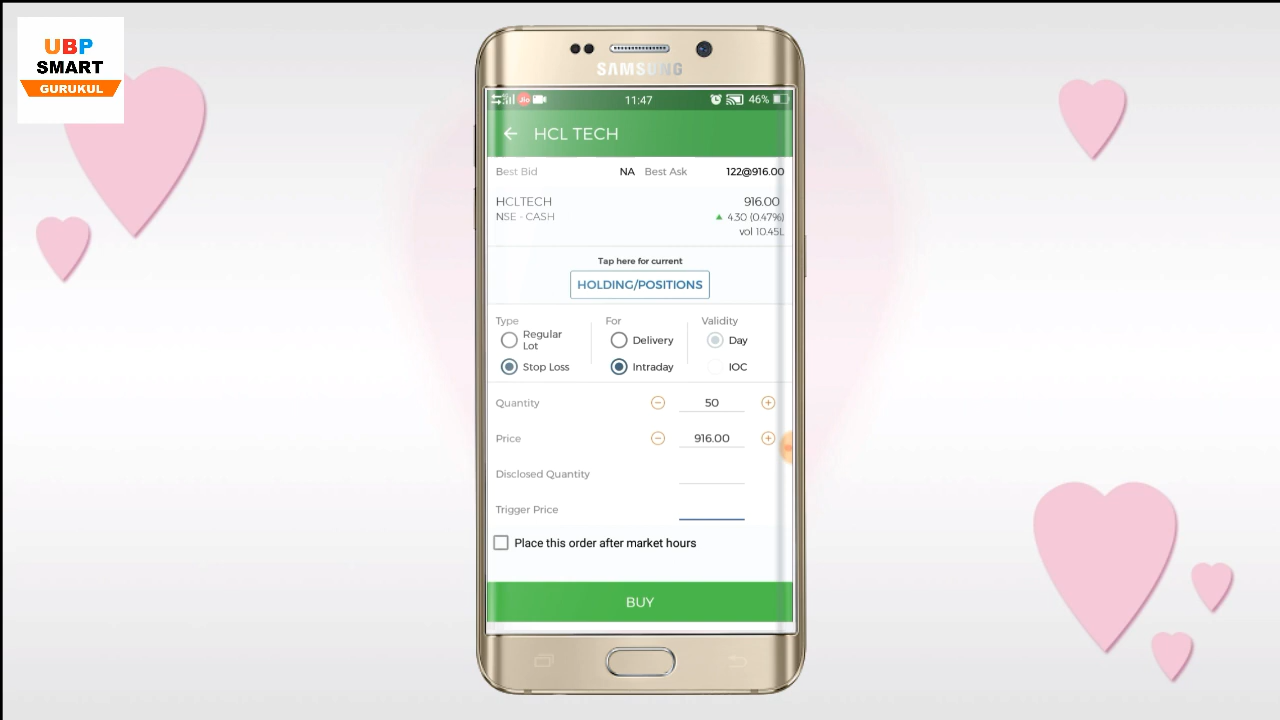 UBP
SMART
GURUKUL
SAMSUNG
Jio 11:47 46%
HCL TECH
Best Bid NA Best Ask 122@916.00
HCLTECH 916.00
NSE - CASH 4.30 (0.47%)
vol 10.45L
Tap here for current
HOLDING/POSITIONS
Type For Validity
Regular Lot Delivery Day
Stop Loss Intraday IOC
Quantity 50
Price 916.00
Disclosed Quantity
Trigger Price
Place this order after market hours
BUY